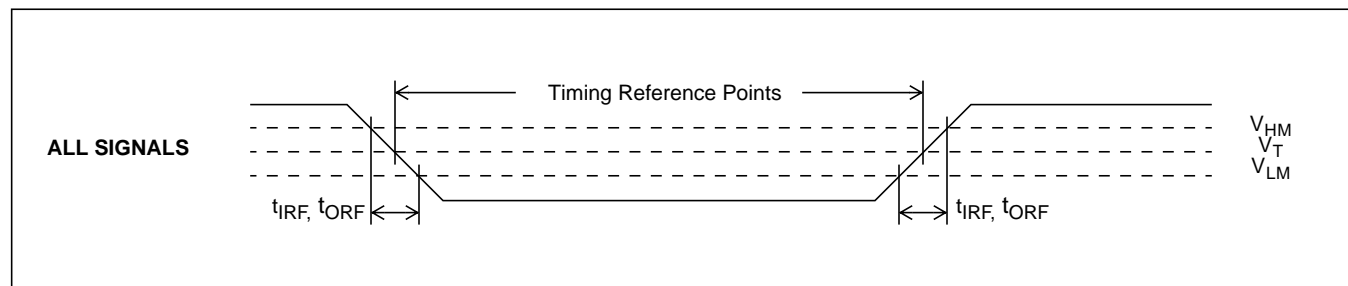 Timing Reference Points
V_HM
ALL SIGNALS
V_T
V_LM
t_IRF, t_ORF
t_IRF, t_ORF